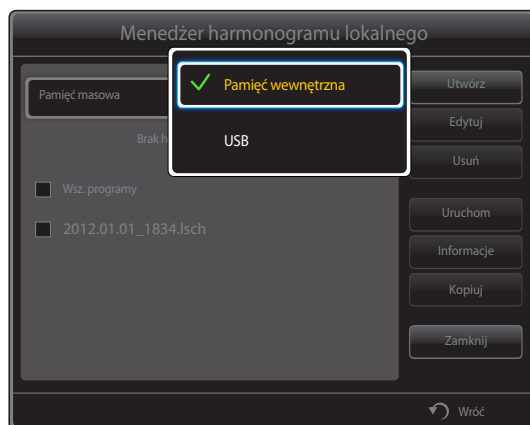 Menedżer harmonogramu lokalnego
Pamięć masowa
Pamięć wewnętrzna
USB
Brak h
Wsz. programy
2012.01.01_1834.lsch
Utwórz
Edytuj
Usuń
Uruchom
Informacje
Kopiuj
Zamknij
Wróć